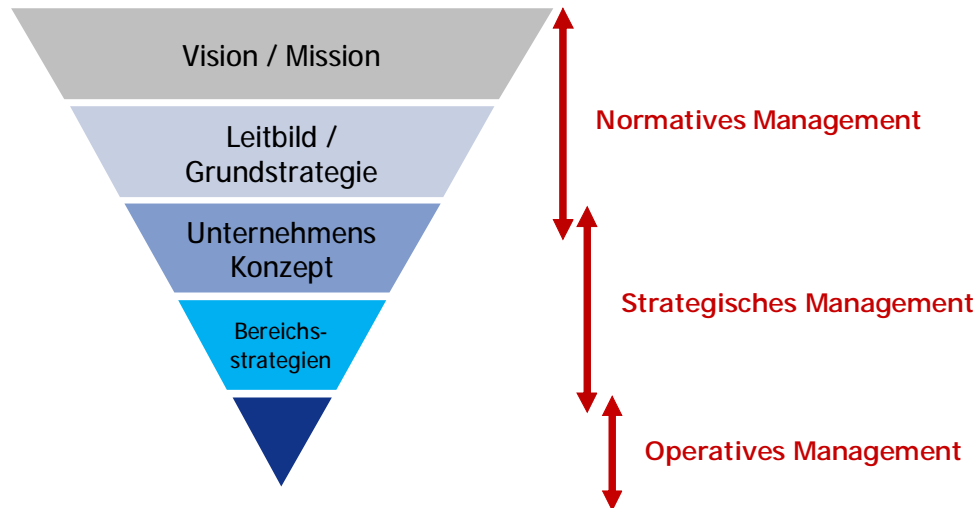 Vision / Mission
Normatives Management
Leitbild /
Grundstrategie
Unternehmens
Konzept
Strategisches Management
Bereichs-
strategien
Operatives Management